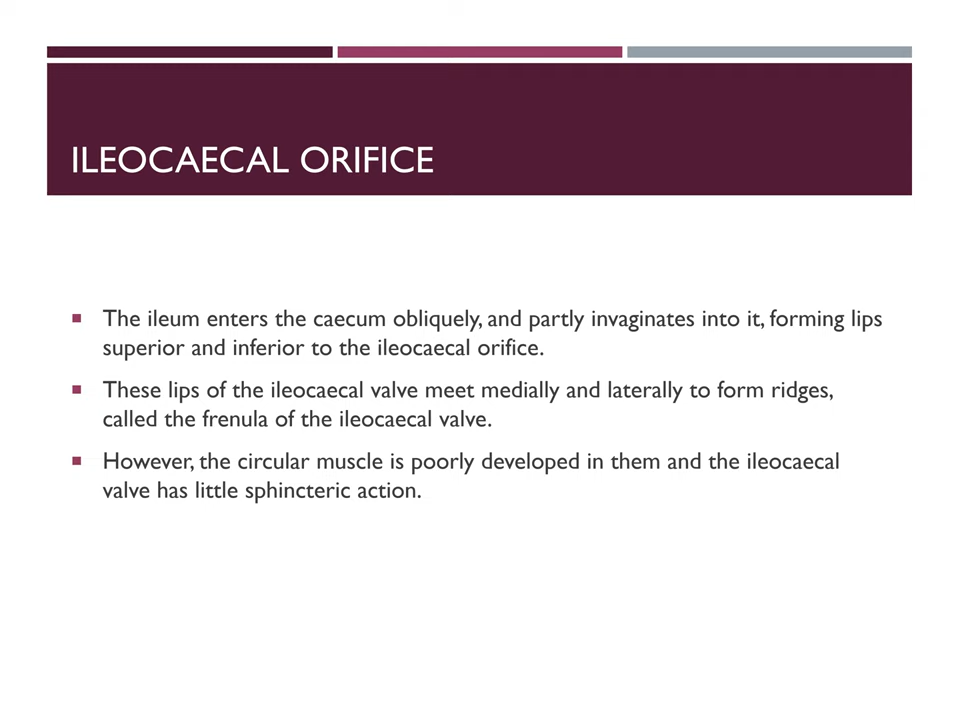 ILEOCAECAL ORIFICE
▪ The ileum enters the caecum obliquely, and partly invaginates into it, forming lips
superior and inferior to the ileocaecal orifice.
▪ These lips of the ileocaecal valve meet medially and laterally to form ridges,
called the frenula of the ileocaecal valve.
▪ However, the circular muscle is poorly developed in them and the ileocaecal
valve has little sphincteric action.